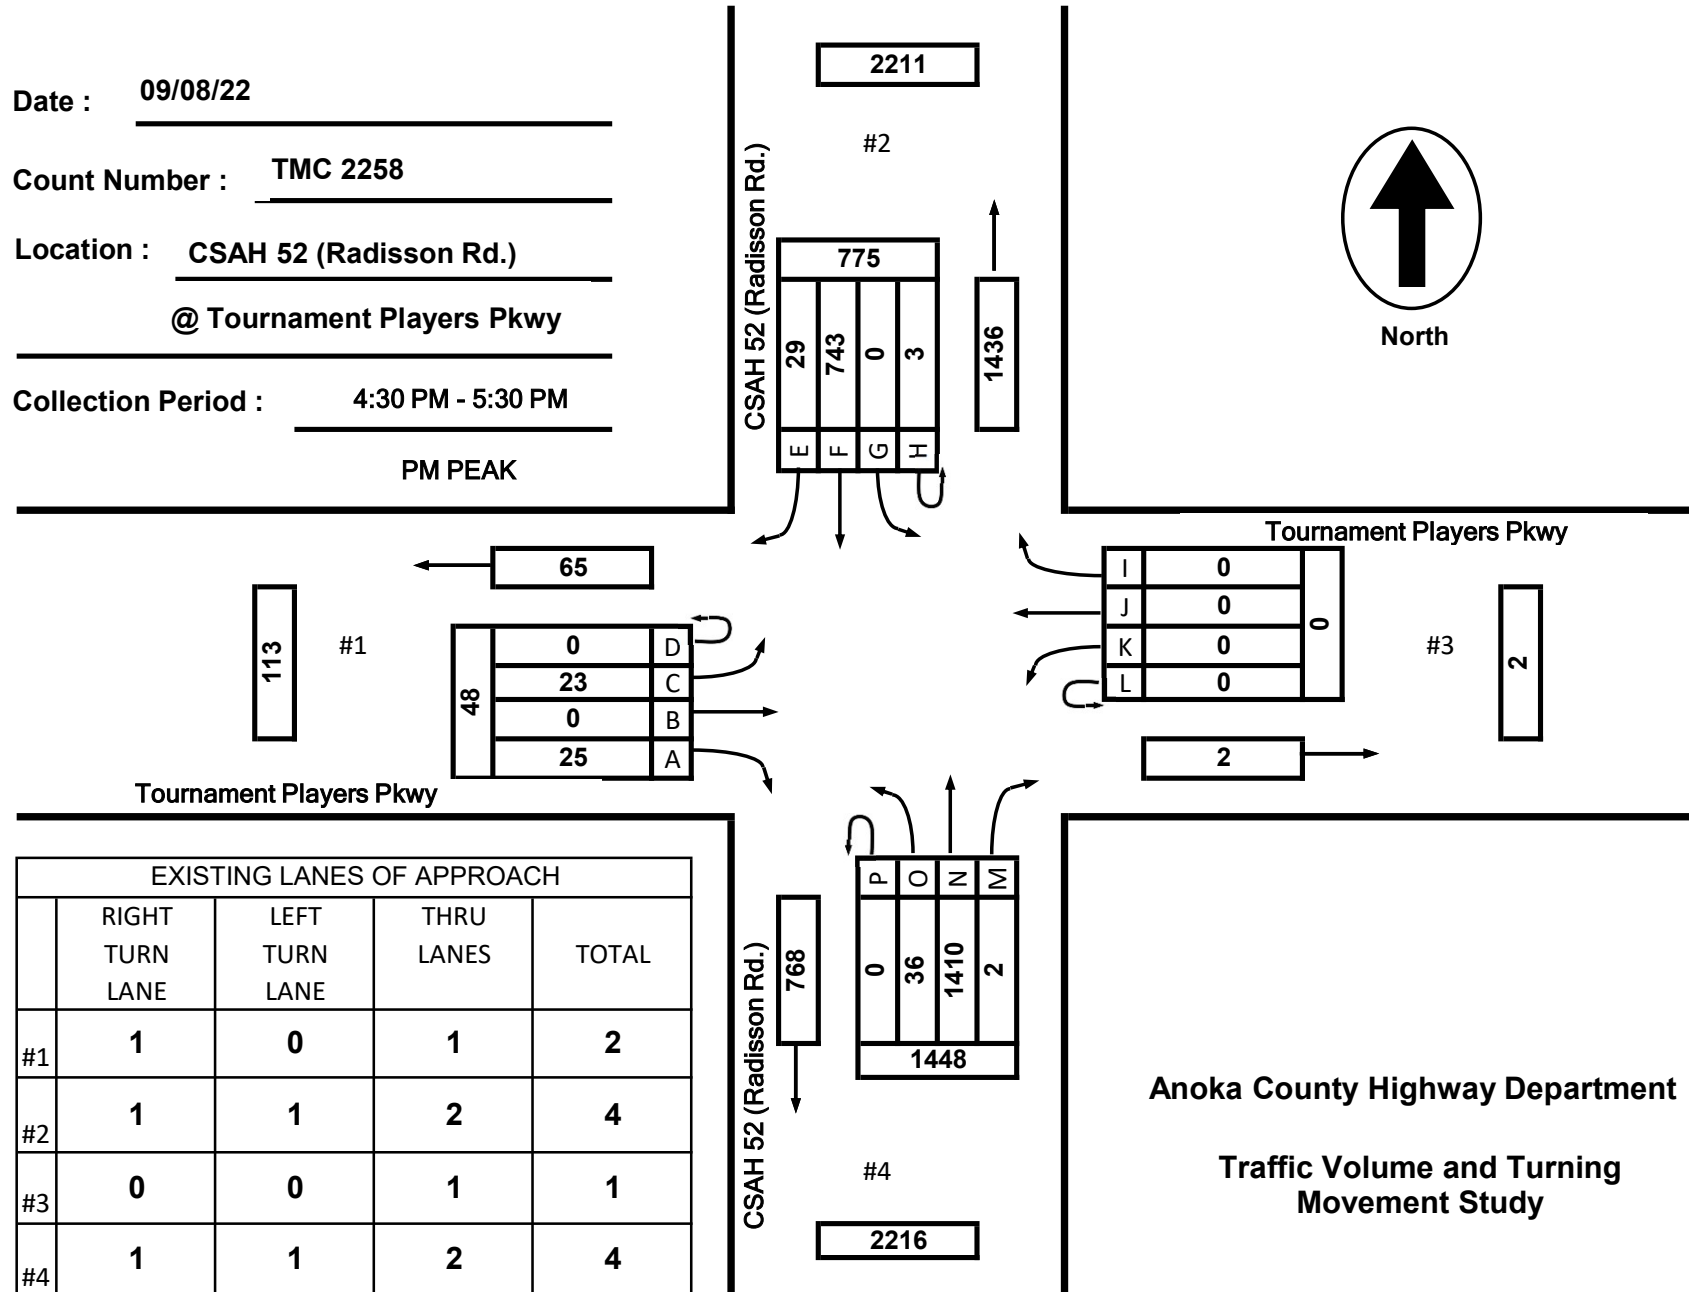 Date : 09/08/22
Count Number : TMC 2258
Location : CSAH 52 (Radisson Rd.)
@ Tournament Players Pkwy
Collection Period : 4:30 PM - 5:30 PM
PM PEAK
2211
#2
CSAH 52 (Radisson Rd.)
775
29 743 0 3
E F G H
1436
North
Tournament Players Pkwy
65
113
#1
48
0 D
23 C
0 B
25 A
Tournament Players Pkwy
I 0
J 0
K 0
L 0
0
#3
2
2
P O N M
0 36 1410 2
1448
768
CSAH 52 (Radisson Rd.)
#4
2216
EXISTING LANES OF APPROACH
RIGHT TURN LANE LEFT TURN LANE THRU LANES TOTAL
#1 1 0 1 2
#2 1 1 2 4
#3 0 0 1 1
#4 1 1 2 4
Anoka County Highway Department
Traffic Volume and Turning
Movement Study